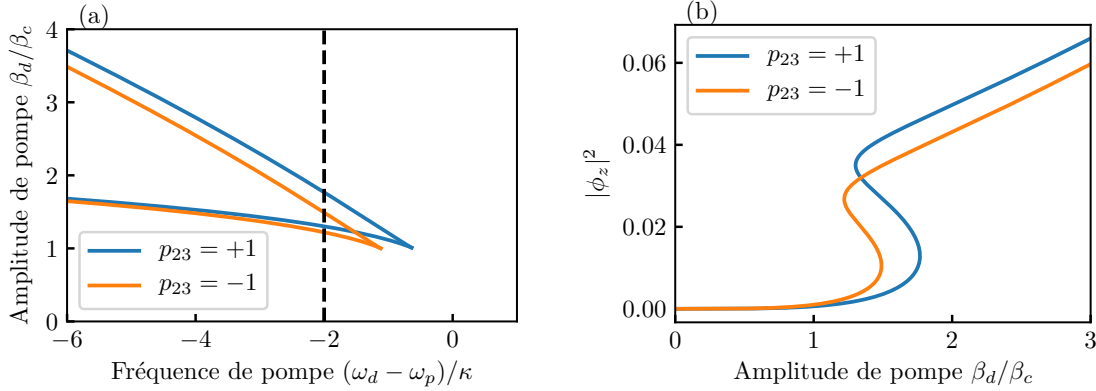 (a)
Amplitude de pompe β_d/β_c
4
3
2
1
0
p_23 = +1
p_23 = −1
−6
−4
−2
0
Fréquence de pompe (ω_d − ω_p)/κ
(b)
|ϕ_z|^2
0.06
0.04
0.02
0.00
p_23 = +1
p_23 = −1
0
1
2
3
Amplitude de pompe β_d/β_c